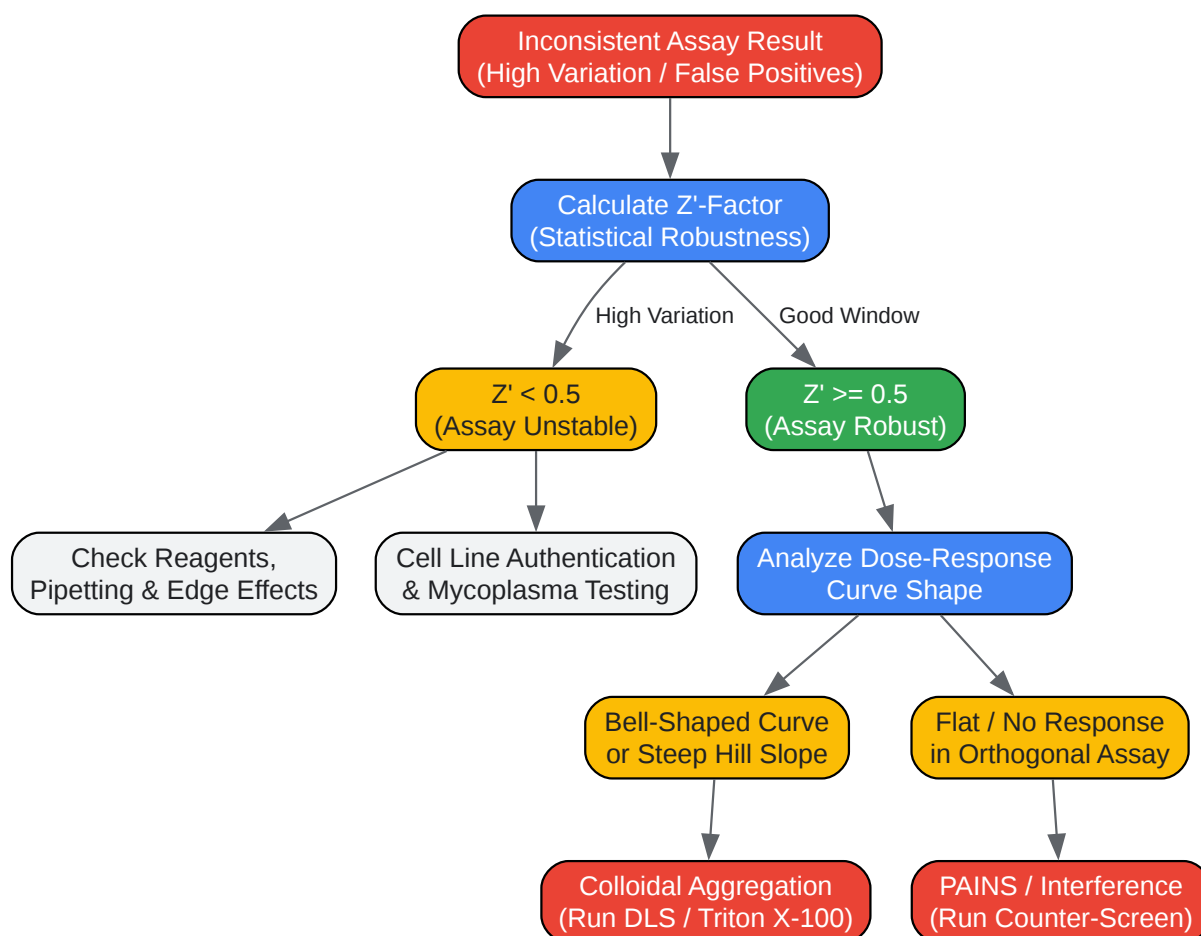 Inconsistent Assay Result
(High Variation / False Positives)
Calculate Z'-Factor
(Statistical Robustness)
High Variation
Good Window
Z' < 0.5
(Assay Unstable)
Z' >= 0.5
(Assay Robust)
Check Reagents,
Pipetting & Edge Effects
Cell Line Authentication
& Mycoplasma Testing
Analyze Dose-Response
Curve Shape
Bell-Shaped Curve
or Steep Hill Slope
Flat / No Response
in Orthogonal Assay
Colloidal Aggregation
(Run DLS / Triton X-100)
PAINS / Interference
(Run Counter-Screen)